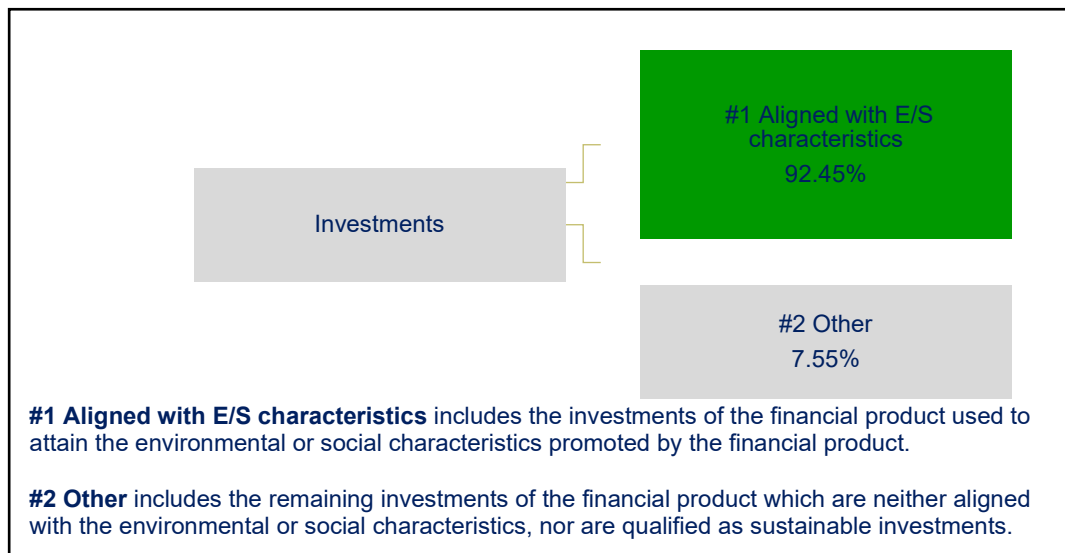 #1 Aligned with E/S
characteristics
92.45%
Investments
#2 Other
7.55%
#1 Aligned with E/S characteristics includes the investments of the financial product used to
attain the environmental or social characteristics promoted by the financial product.
#2 Other includes the remaining investments of the financial product which are neither aligned
with the environmental or social characteristics, nor are qualified as sustainable investments.